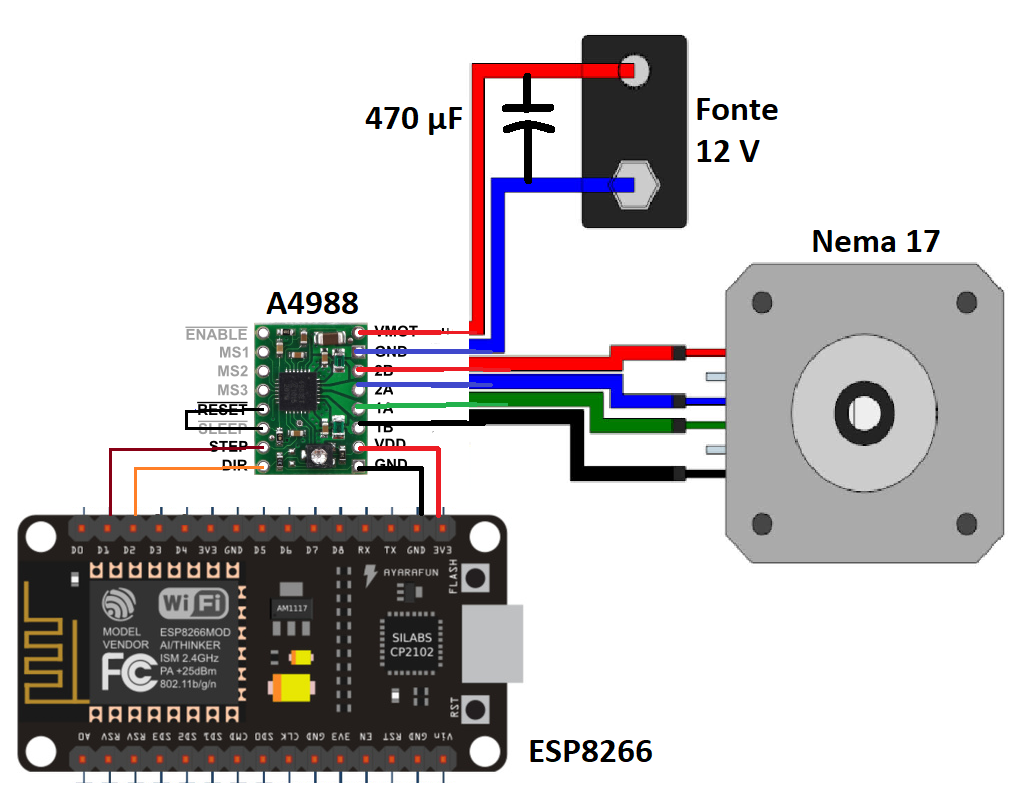 470 µF
Fonte
12 V
Nema 17
A4988
ENABLE
MS1
MS2
MS3
RESET
SLEEP
STEP
DIR
VMOT
GND
2B
2A
1A
1B
VDD
GND
D0 D1 D2 D3 D4 3V3 GND D5 D6 D7 D8 RX TX GND 3V3
AYARAFUN
FLASH
WiFi
MODEL
VENDOR
ESP8266MOD
AI/THINKER
ISM 2.4GHz
PA +25dBm
802.11b/g/n
FC
AM1117
SILABS
CP2102
RST
A0 RSV RSV SD3 SD2 SD1 CMD SD0 CLK GND 3V3 EN RST GND Vin
ESP8266